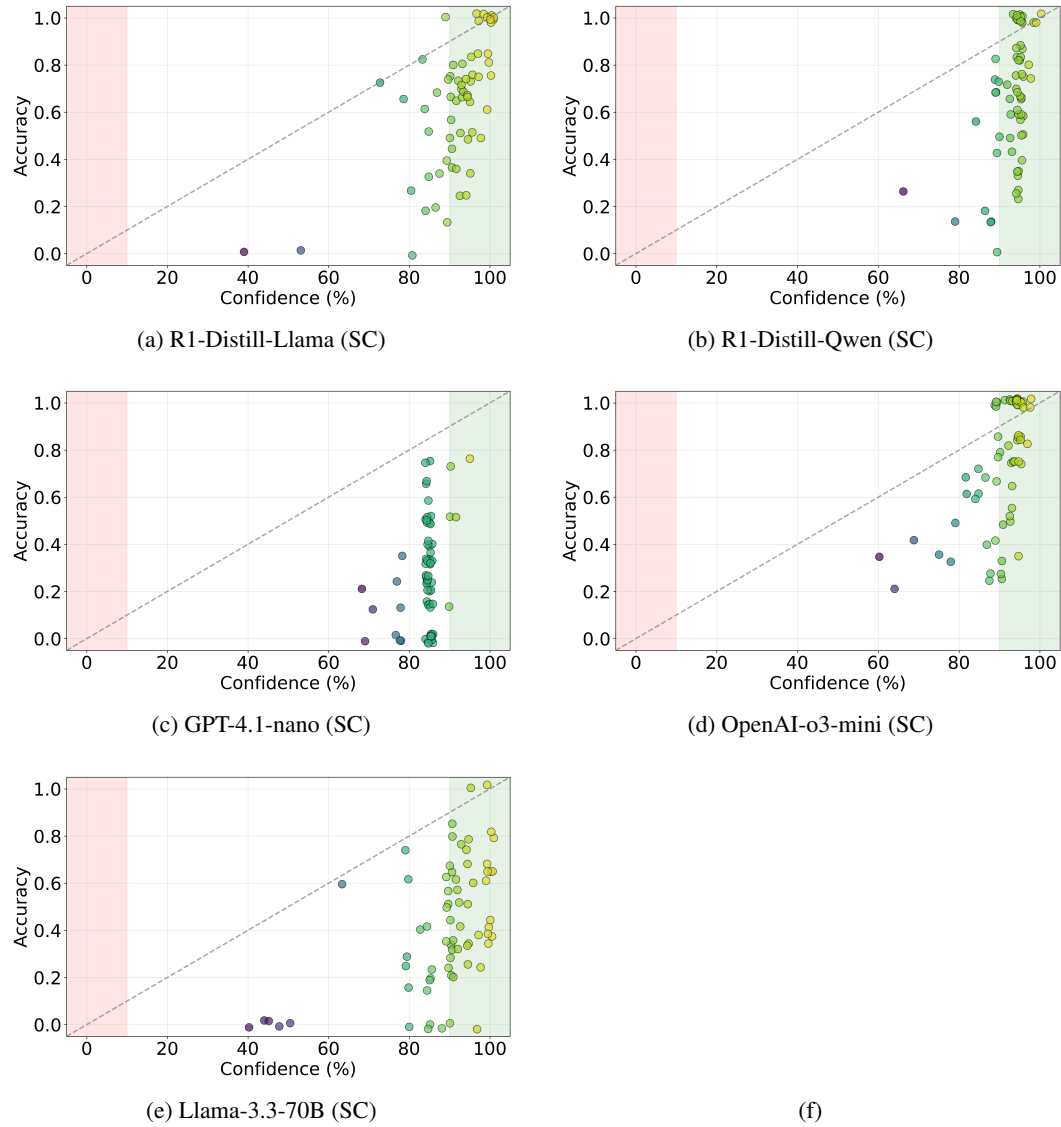 1.0
0.8
0.6
0.4
0.2
0.0
Accuracy
0 20 40 60 80 100
Confidence (%)
(a) R1-Distill-Llama (SC)
1.0
0.8
0.6
0.4
0.2
0.0
Accuracy
0 20 40 60 80 100
Confidence (%)
(b) R1-Distill-Qwen (SC)
1.0
0.8
0.6
0.4
0.2
0.0
Accuracy
0 20 40 60 80 100
Confidence (%)
(c) GPT-4.1-nano (SC)
1.0
0.8
0.6
0.4
0.2
0.0
Accuracy
0 20 40 60 80 100
Confidence (%)
(d) OpenAI-o3-mini (SC)
1.0
0.8
0.6
0.4
0.2
0.0
Accuracy
0 20 40 60 80 100
Confidence (%)
(e) Llama-3.3-70B (SC)
(f)